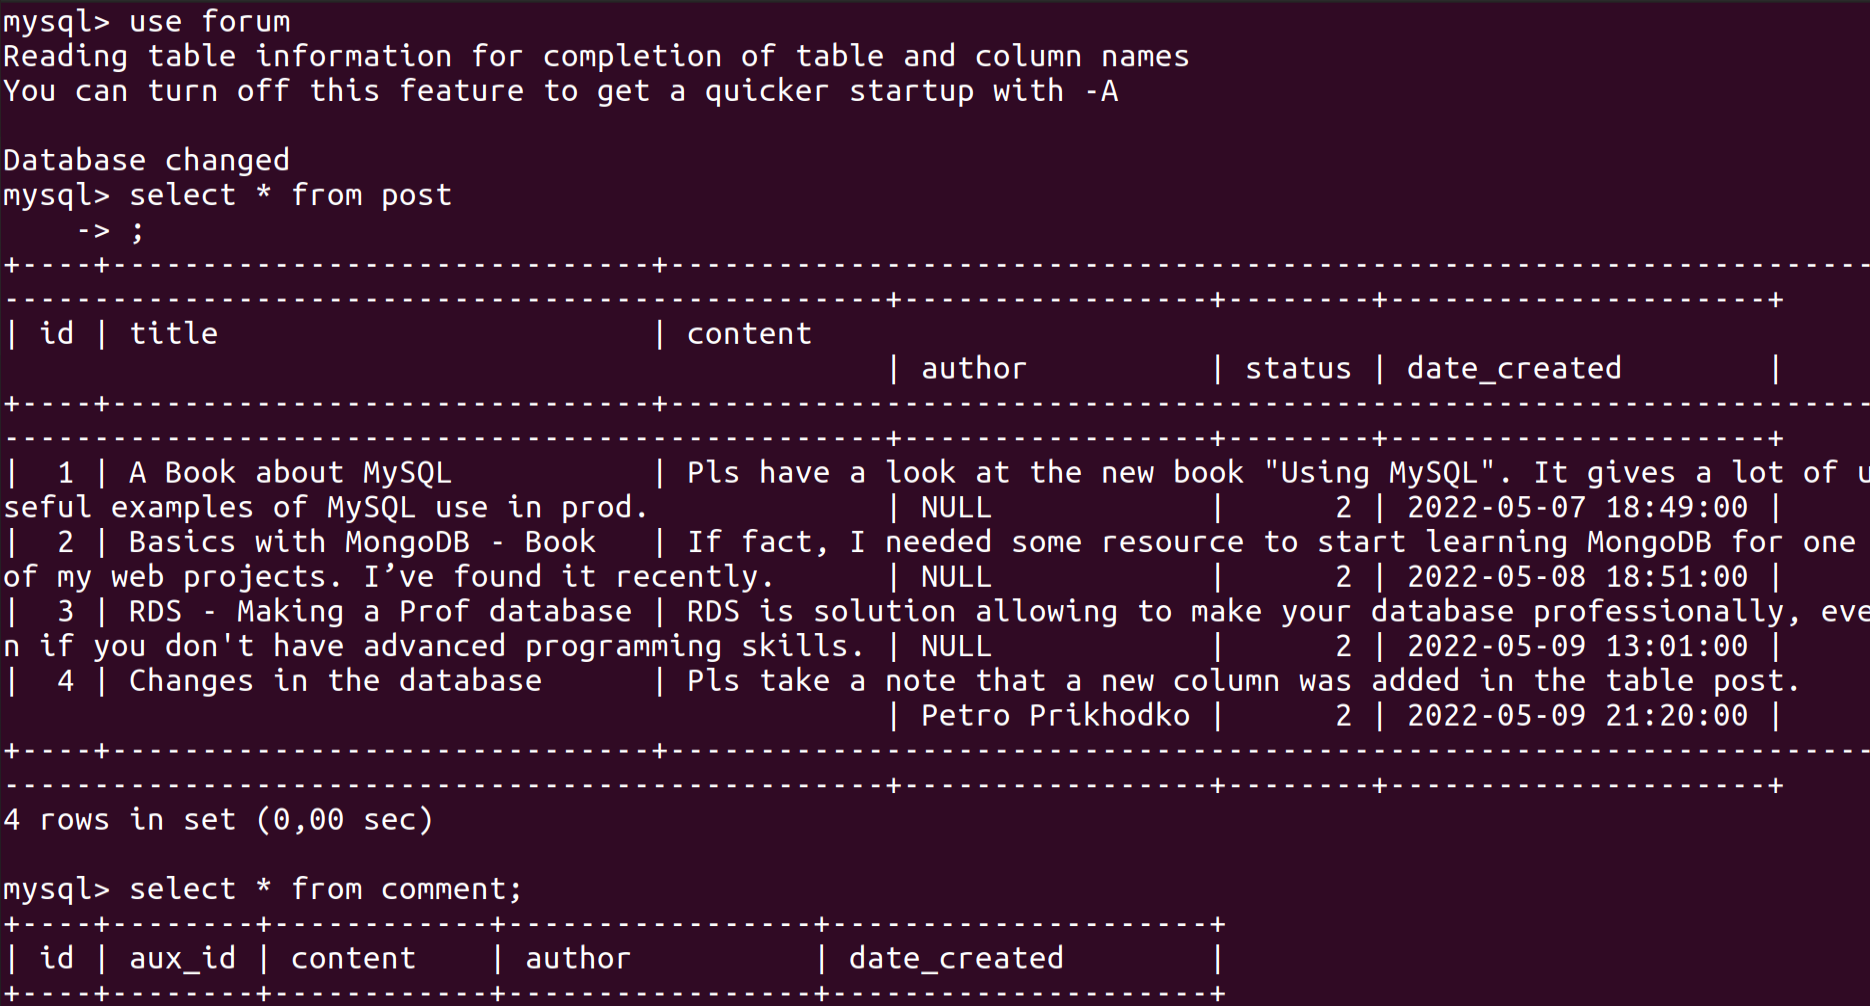 mysql> use forum
Reading table information for completion of table and column names
You can turn off this feature to get a quicker startup with -A

Database changed
mysql> select * from post
    -> ;
+----+------------------------------+-------------------------------------------------------------------
-------------------------------------------------+-----------------+--------+---------------------+
| id | title                        | content
                                                 | author          | status | date_created        |
+----+------------------------------+-------------------------------------------------------------------
-------------------------------------------------+-----------------+--------+---------------------+
|  1 | A Book about MySQL           | Pls have a look at the new book "Using MySQL". It gives a lot of u
seful examples of MySQL use in prod.             | NULL            |      2 | 2022-05-07 18:49:00 |
|  2 | Basics with MongoDB - Book   | If fact, I needed some resource to start learning MongoDB for one
of my web projects. I’ve found it recently.      | NULL            |      2 | 2022-05-08 18:51:00 |
|  3 | RDS - Making a Prof database | RDS is solution allowing to make your database professionally, eve
n if you don't have advanced programming skills. | NULL            |      2 | 2022-05-09 13:01:00 |
|  4 | Changes in the database      | Pls take a note that a new column was added in the table post.
                                                 | Petro Prikhodko |      2 | 2022-05-09 21:20:00 |
+----+------------------------------+-------------------------------------------------------------------
-------------------------------------------------+-----------------+--------+---------------------+
4 rows in set (0,00 sec)

mysql> select * from comment;
+----+--------+------------+-----------------+---------------------+
| id | aux_id | content    | author          | date_created        |
+----+--------+------------+-----------------+---------------------+